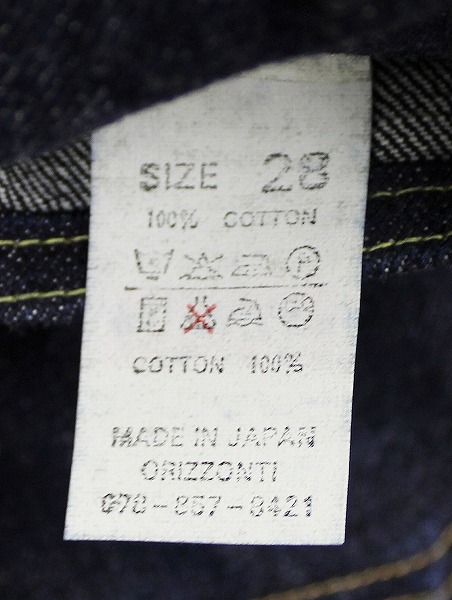 SIZE 28
100% COTTON
COTTON 100%
MADE IN JAPAN
ORIZZONTI
078-857-8421